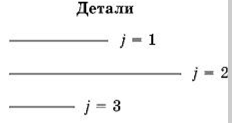 Детали
j = 1
j = 2
j = 3